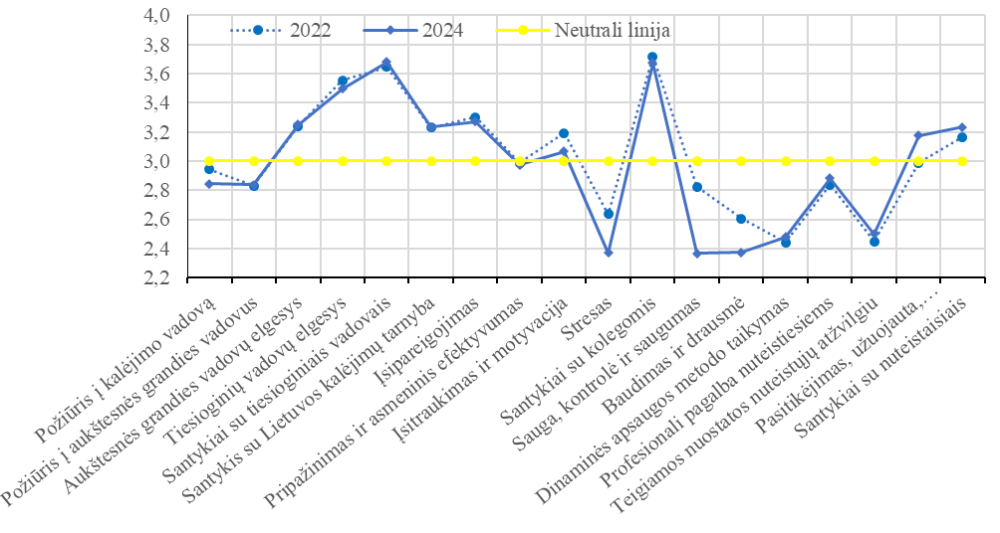 4,0
2022 2024 Neutrali linija
3,8
3,6
3,4
3,2
3,0
2,8
2,6
2,4
2,2
Požiūris į kalėjimo vadovą
Požiūris į aukštesnės grandies vadovus
Aukštesnės grandies vadovų elgesys
Tiesioginių vadovų elgesys
Santykiai su tiesioginiais vadovais
Santykis su Lietuvos kalėjimų tarnyba
Įsipareigojimas
Pripažinimas ir asmeninis efektyvumas
Įsitraukimas ir motyvacija
Stresas
Santykiai su kolegomis
Sauga, kontrolė ir saugumas
Baudimas ir drausmė
Dinaminės apsaugos metodo taikymas
Profesionali pagalba nuteistiesiems
Teigiamos nuostatos nuteistųjų atžvilgiu
Pasitikėjimas, užuojauta,…
Santykiai su nuteistaisiais